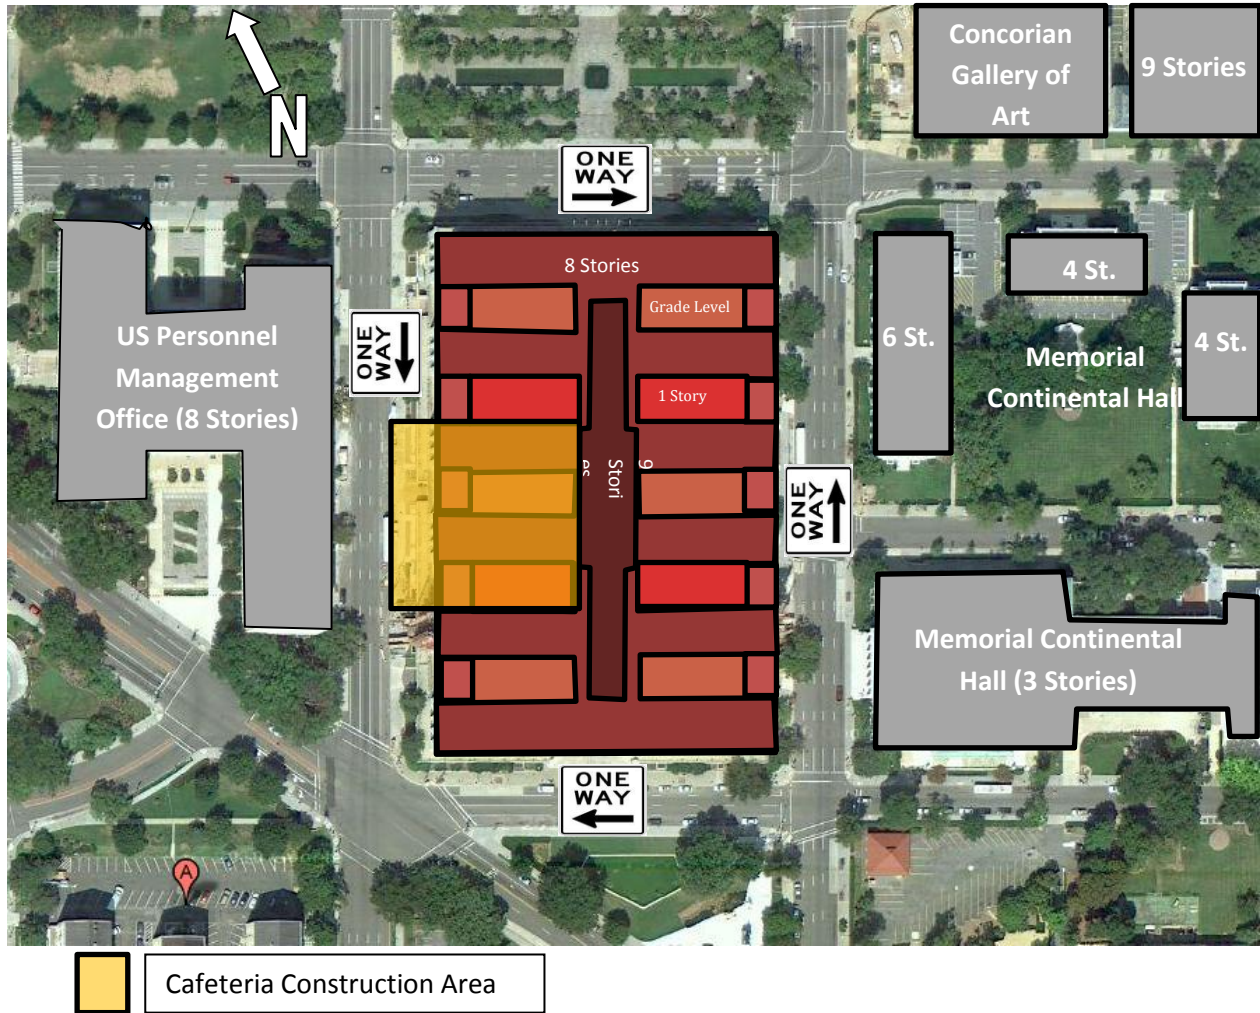 Concorian
Gallery of
Art
9 Stories
N
ONE
WAY
8 Stories
4 St.
Grade Level
ONE
WAY
US Personnel
Management
Office (8 Stories)
6 St.
4 St.
Memorial
Continental Hall
1 Story
9
Stori
es
ONE
WAY
Memorial Continental
Hall (3 Stories)
ONE
WAY
A
Cafeteria Construction Area